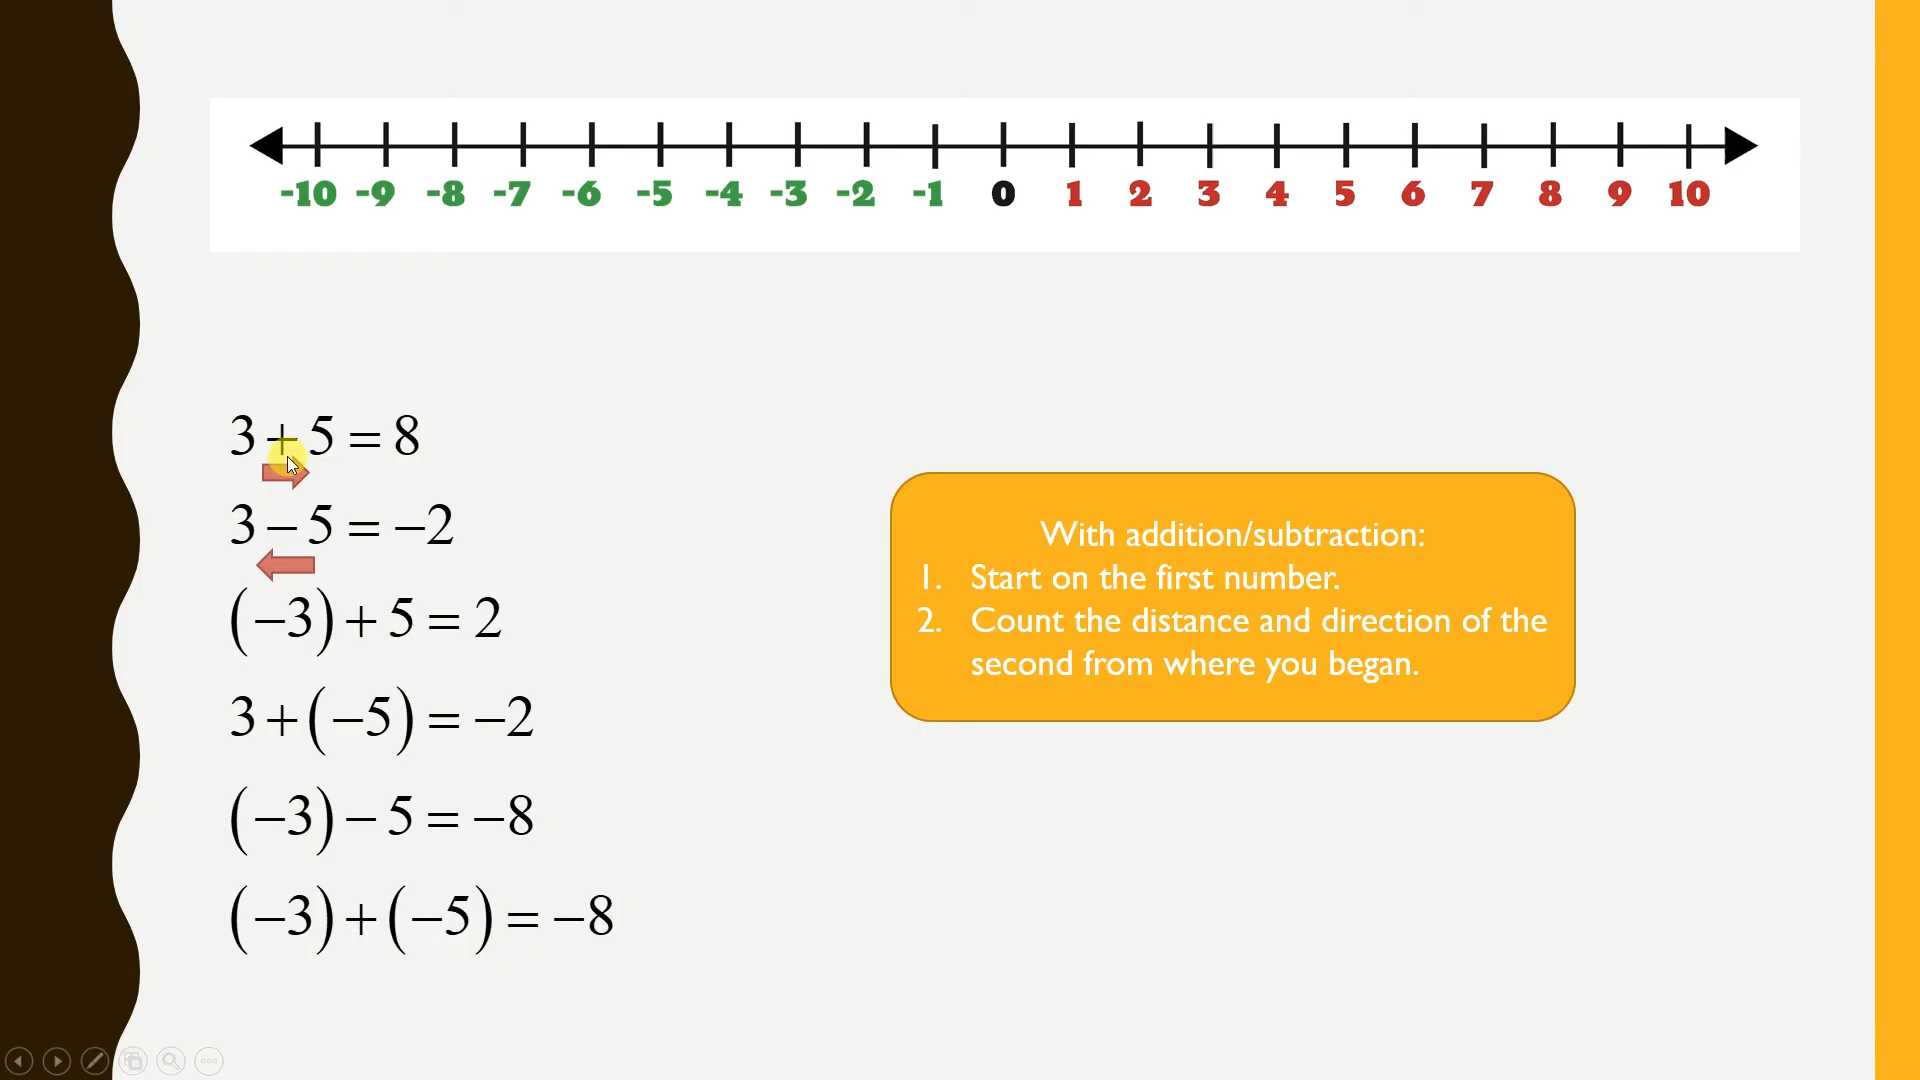 -10 -9 -8 -7 -6 -5 -4 -3 -2 -1 0 1 2 3 4 5 6 7 8 9 10
3 + 5 = 8
3 − 5 = −2
(−3) + 5 = 2
3 + (−5) = −2
(−3) − 5 = −8
(−3) + (−5) = −8
With addition/subtraction:
1. Start on the first number.
2. Count the distance and direction of the
second from where you began.